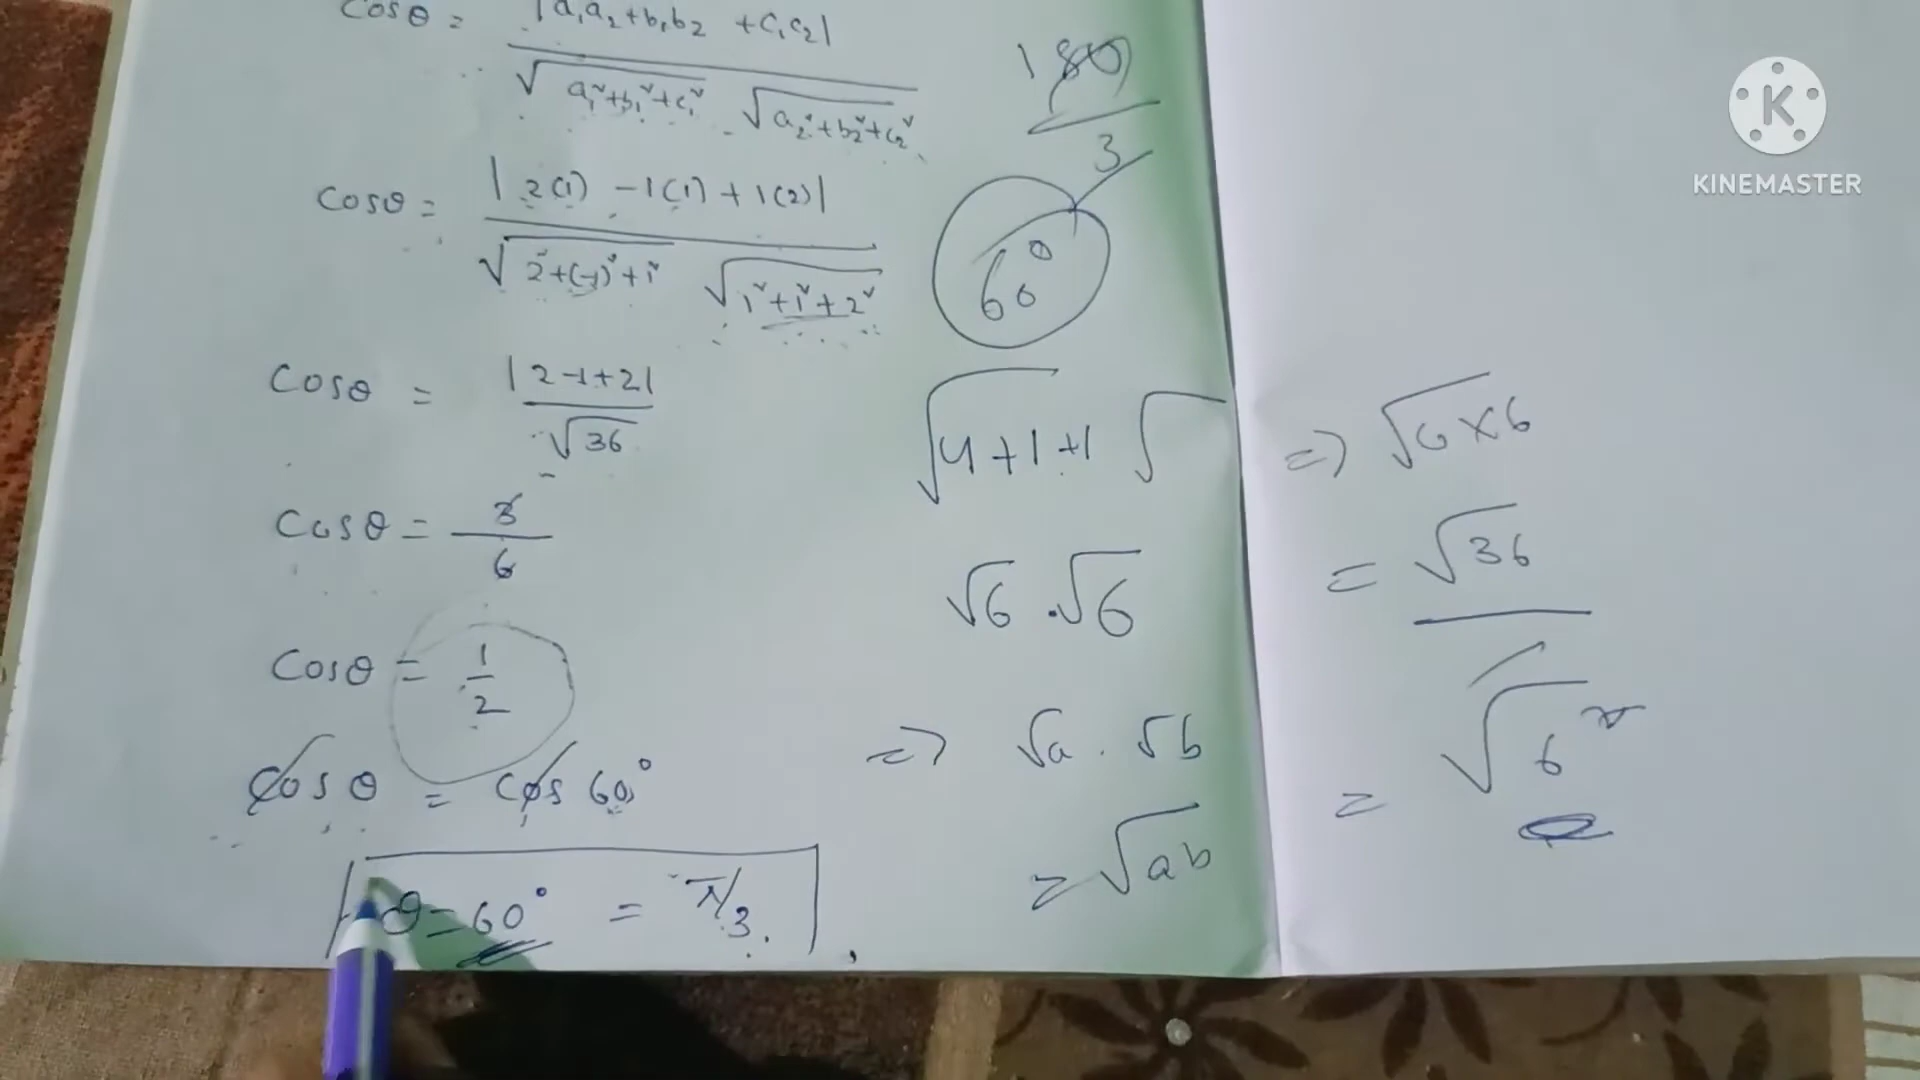 cosθ = |a₁a₂+b₁b₂ +c₁c₂|
√a₁²+b₁²+c₁² √a₂²+b₂²+c₂²
cosθ = |2(1) -1(1) + 1(2)|
√2²+(-1)²+1² √1²+1²+2²
cosθ = |2-1+2|
√36
cosθ = 3
6
cosθ = 1
2
cosθ = cos 60°
θ = 60° = π/3.
180
3
60°
√4+1+1 √
√6 . √6
=> √a . √b
= √ab
=> √6×6
= √36
= √6²
K
KINEMASTER